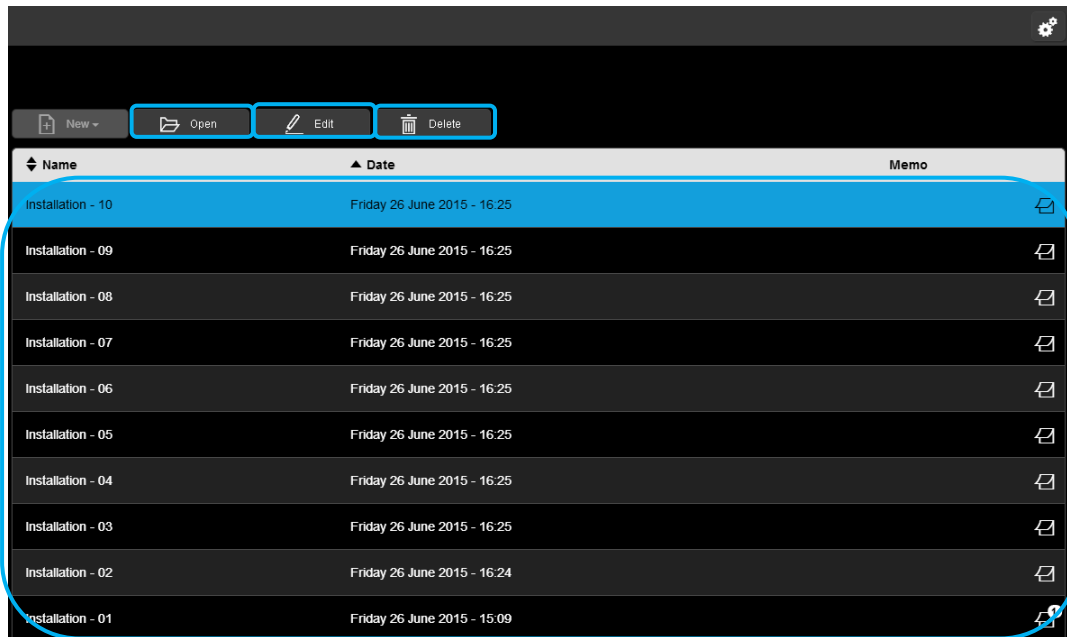 New Open Edit Delete
Name Date Memo
Installation - 10 Friday 26 June 2015 - 16:25
Installation - 09 Friday 26 June 2015 - 16:25
Installation - 08 Friday 26 June 2015 - 16:25
Installation - 07 Friday 26 June 2015 - 16:25
Installation - 06 Friday 26 June 2015 - 16:25
Installation - 05 Friday 26 June 2015 - 16:25
Installation - 04 Friday 26 June 2015 - 16:25
Installation - 03 Friday 26 June 2015 - 16:25
Installation - 02 Friday 26 June 2015 - 16:24
Installation - 01 Friday 26 June 2015 - 15:09